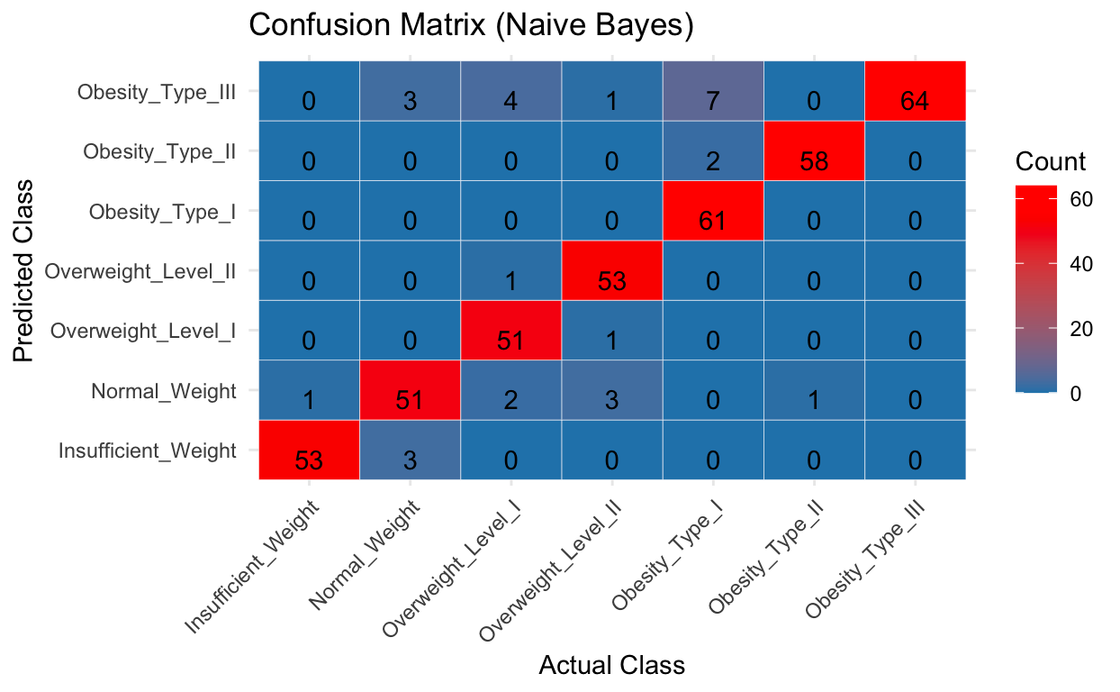 Confusion Matrix (Naive Bayes)
Predicted Class
Obesity_Type_III 0 3 4 1 7 0 64
Obesity_Type_II 0 0 0 0 2 58 0
Obesity_Type_I 0 0 0 0 61 0 0
Overweight_Level_II 0 0 1 53 0 0 0
Overweight_Level_I 0 0 51 1 0 0 0
Normal_Weight 1 51 2 3 0 1 0
Insufficient_Weight 53 3 0 0 0 0 0
Insufficient_Weight
Normal_Weight
Overweight_Level_I
Overweight_Level_II
Obesity_Type_I
Obesity_Type_II
Obesity_Type_III
Actual Class
Count
60
40
20
0